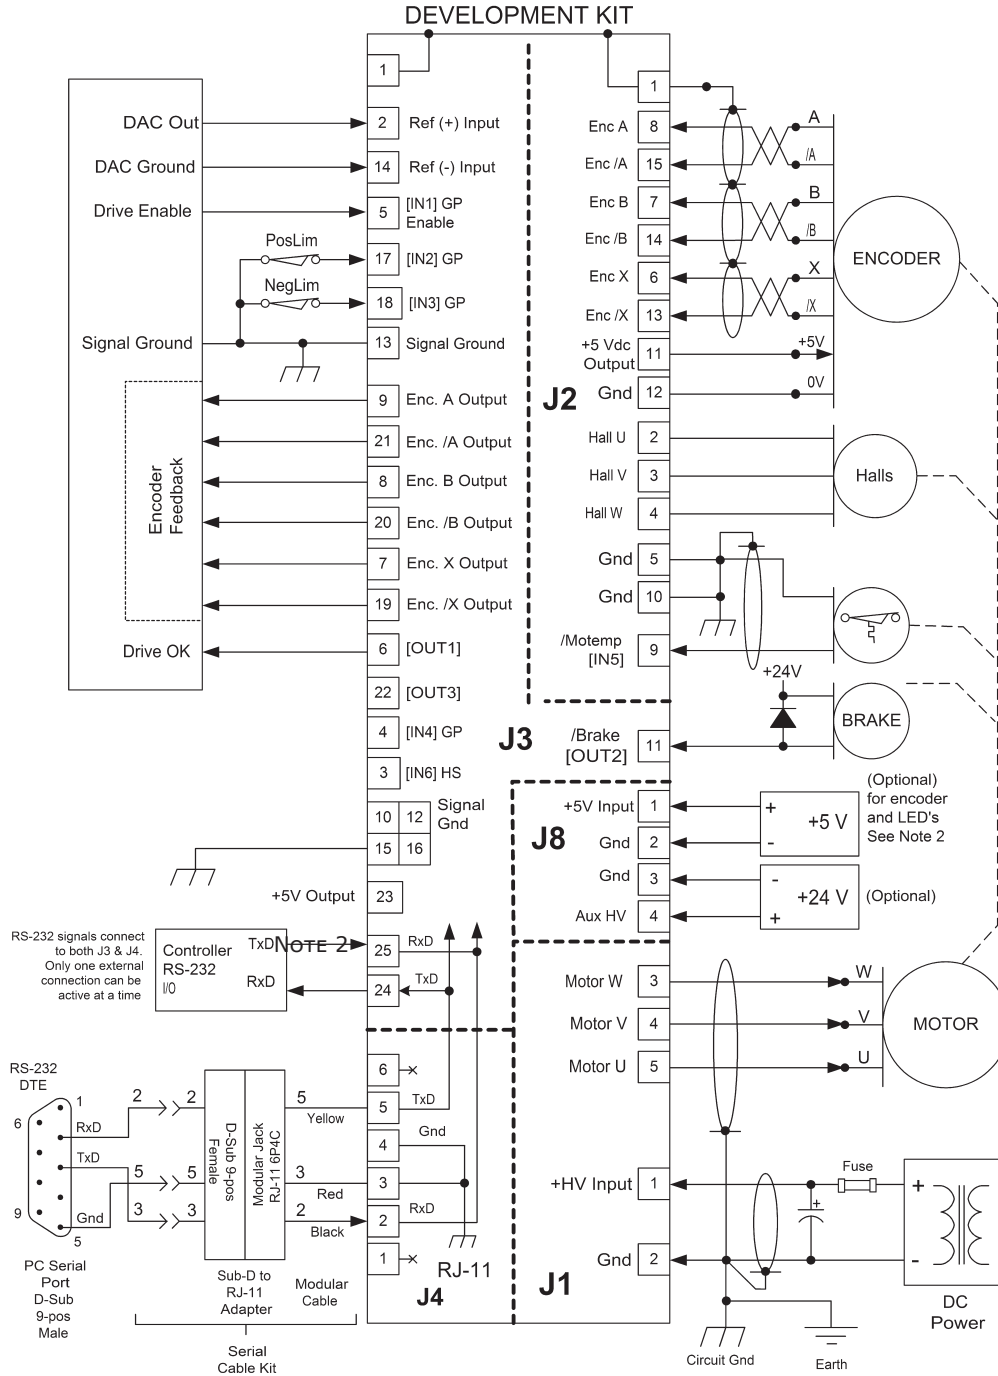 DEVELOPMENT KIT
1
DAC Out
2
Ref (+) Input
DAC Ground
14
Ref (-) Input
Drive Enable
5
[IN1] GP
Enable
PosLim
17
[IN2] GP
NegLim
18
[IN3] GP
Signal Ground
13
Signal Ground
Encoder
Feedback
9
Enc. A Output
21
Enc. /A Output
8
Enc. B Output
20
Enc. /B Output
7
Enc. X Output
19
Enc. /X Output
Drive OK
6
[OUT1]
22
[OUT3]
4
[IN4] GP
3
[IN6] HS
10
12
Signal
Gnd
15
16
+5V Output
23
J3
RS-232 signals connect
to both J3 & J4.
Only one external
connection can be
active at a time
Controller
RS-232
I/O
TxD
NOTE 2
25
RxD
RxD
24
TxD
J2
1
Enc A
8
A
Enc /A
15
/A
Enc B
7
B
Enc /B
14
/B
Enc X
6
X
Enc /X
13
/X
+5 Vdc
Output
11
+5V
Gnd
12
0V
ENCODER
Hall U
2
Hall V
3
Hall W
4
Halls
Gnd
5
Gnd
10
/Motemp
[IN5]
9
+24V
/Brake
[OUT2]
11
BRAKE
J8
+5V Input
1
+
+5 V
Gnd
2
-
(Optional)
for encoder
and LED's
See Note 2
Gnd
3
-
+24 V
(Optional)
Aux HV
4
+
Motor W
3
W
Motor V
4
V
Motor U
5
U
MOTOR
RS-232
DTE
1
6
RxD
TxD
9
Gnd
5
PC Serial
Port
D-Sub
9-pos
Male
2
2
5
5
3
3
D-Sub 9-pos
Female
Modular Jack
RJ-11 6P4C
5
Yellow
3
Red
2
Black
6
5
TxD
4
Gnd
3
2
RxD
1
RJ-11
J4
Sub-D to
RJ-11
Adapter
Modular
Cable
Serial
Cable Kit
J1
+HV Input
1
Fuse
+
+
Gnd
2
-
DC
Power
Circuit Gnd
Earth